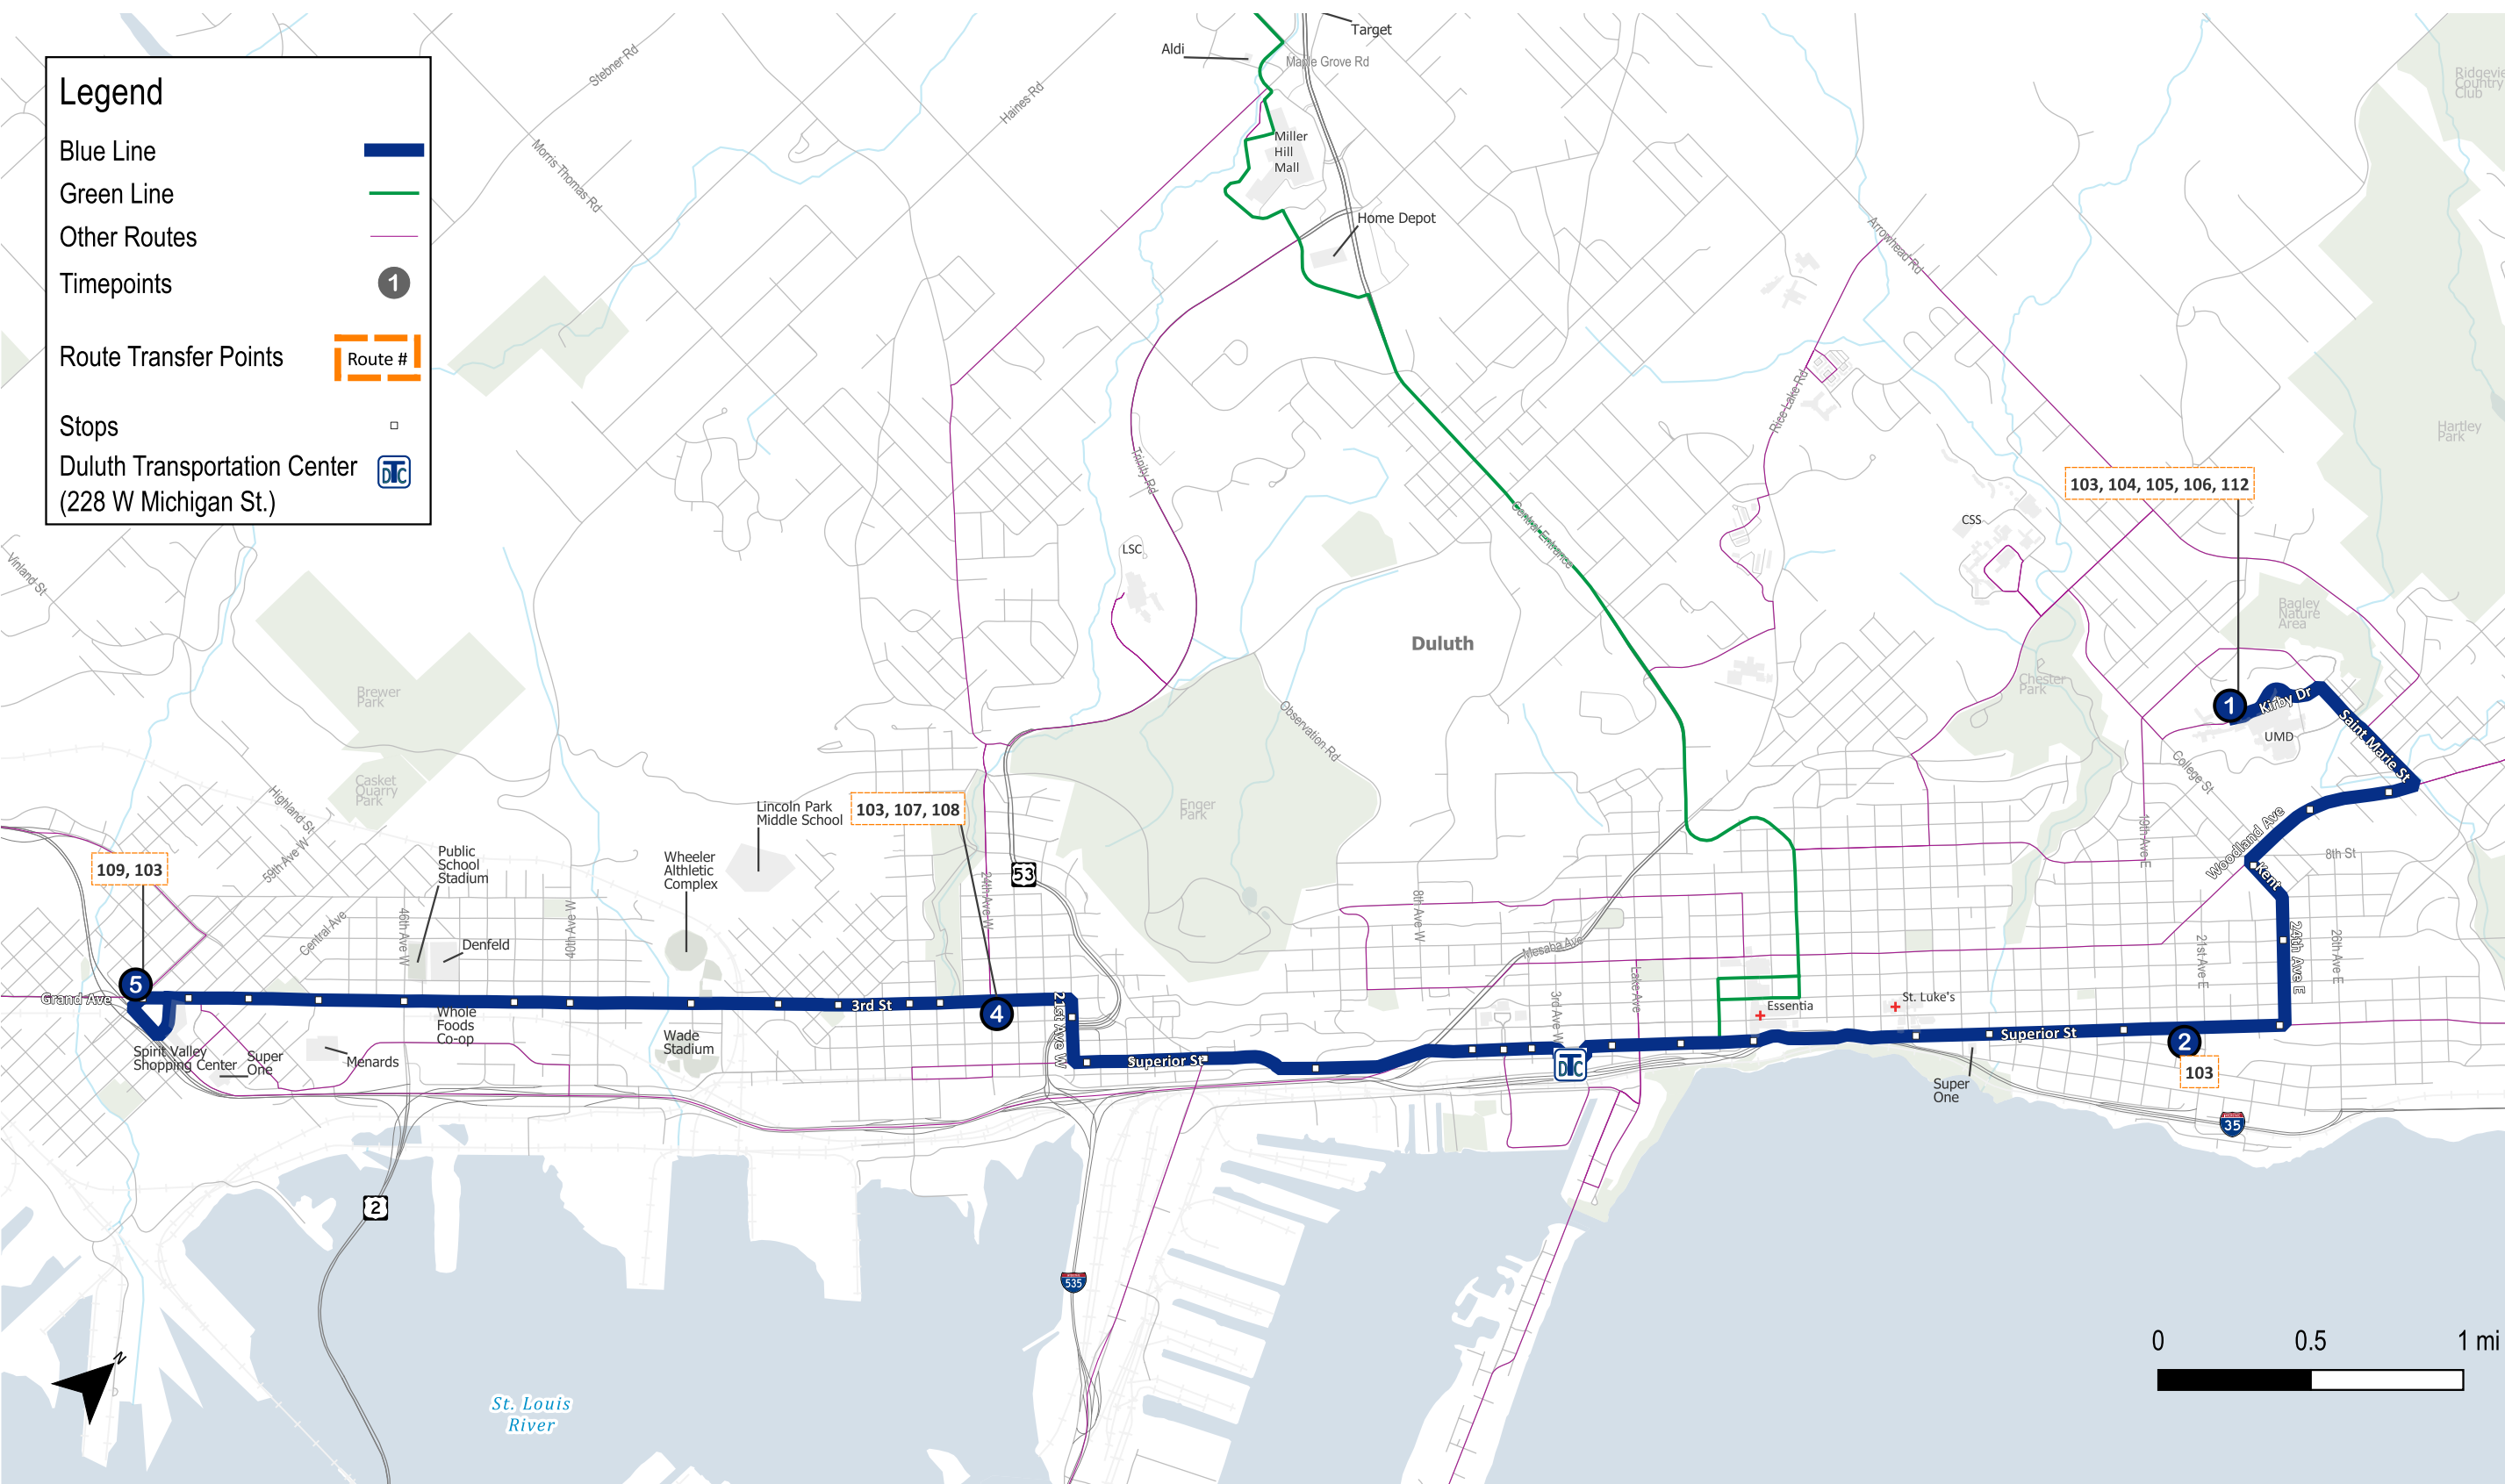 Legend
Blue Line
Green Line
Other Routes
Timepoints
1
Route Transfer Points
Route #
Stops
Duluth Transportation Center
(228 W Michigan St.)
DTC
Target
Aldi
Maple Grove Rd
Stebner Rd
Haines Rd
Morris-Thomas Rd
Miller
Hill
Mall
Home Depot
Arrowhead Rd
Ridgevie
Country
Club
Hartley
Park
Rice Lake Rd
Trinity Rd
Central Entrance
103, 104, 105, 106, 112
CSS
LSC
Vinland St
Duluth
Bagley
Nature
Area
Chester
Park
Brewer
Park
Observation Rd
1
Kirby Dr
Saint Marie St
UMD
College St
Casket
Quarry
Park
Highland St
59th Ave W
Central Ave
Enger
Park
Lincoln Park
Middle School
103, 107, 108
109, 103
Public
School
Stadium
Wheeler
Althletic
Complex
53
24th Ave W
46th Ave W
40th Ave W
Denfeld
8th Ave W
Mesaba Ave
Lake Ave
3rd Ave W
19th Ave E
Woodland Ave
8th St
Kent
21st Ave E
24th Ave E
26th Ave E
5
Grand Ave
3rd St
4
21st Ave W
Whole
Foods
Co-op
Wade
Stadium
Spirit Valley
Shopping Center
Super
One
Menards
Superior St
DTC
Essentia
St. Luke's
Superior St
2
103
Super
One
35
2
535
St. Louis
River
N
0
0.5
1 mi